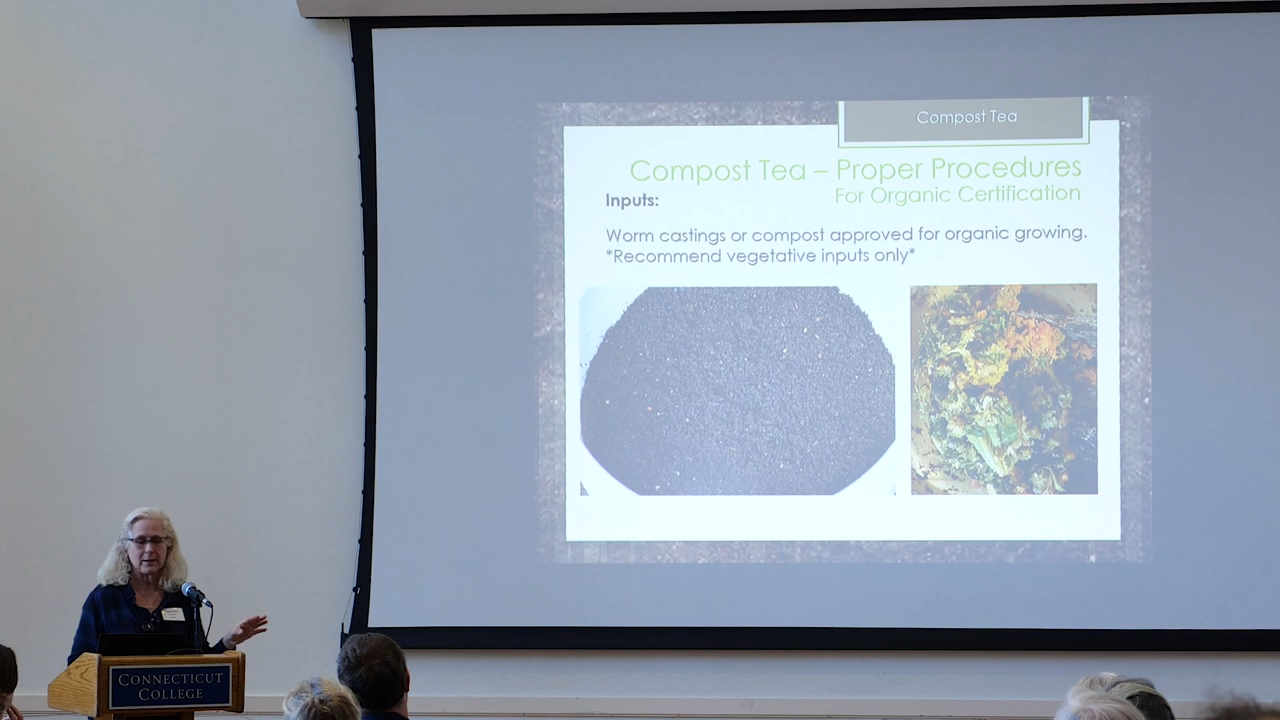 Compost Tea
Compost Tea – Proper Procedures
For Organic Certification
Inputs:
Worm castings or compost approved for organic growing.
*Recommend vegetative inputs only*
CONNECTICUT
COLLEGE